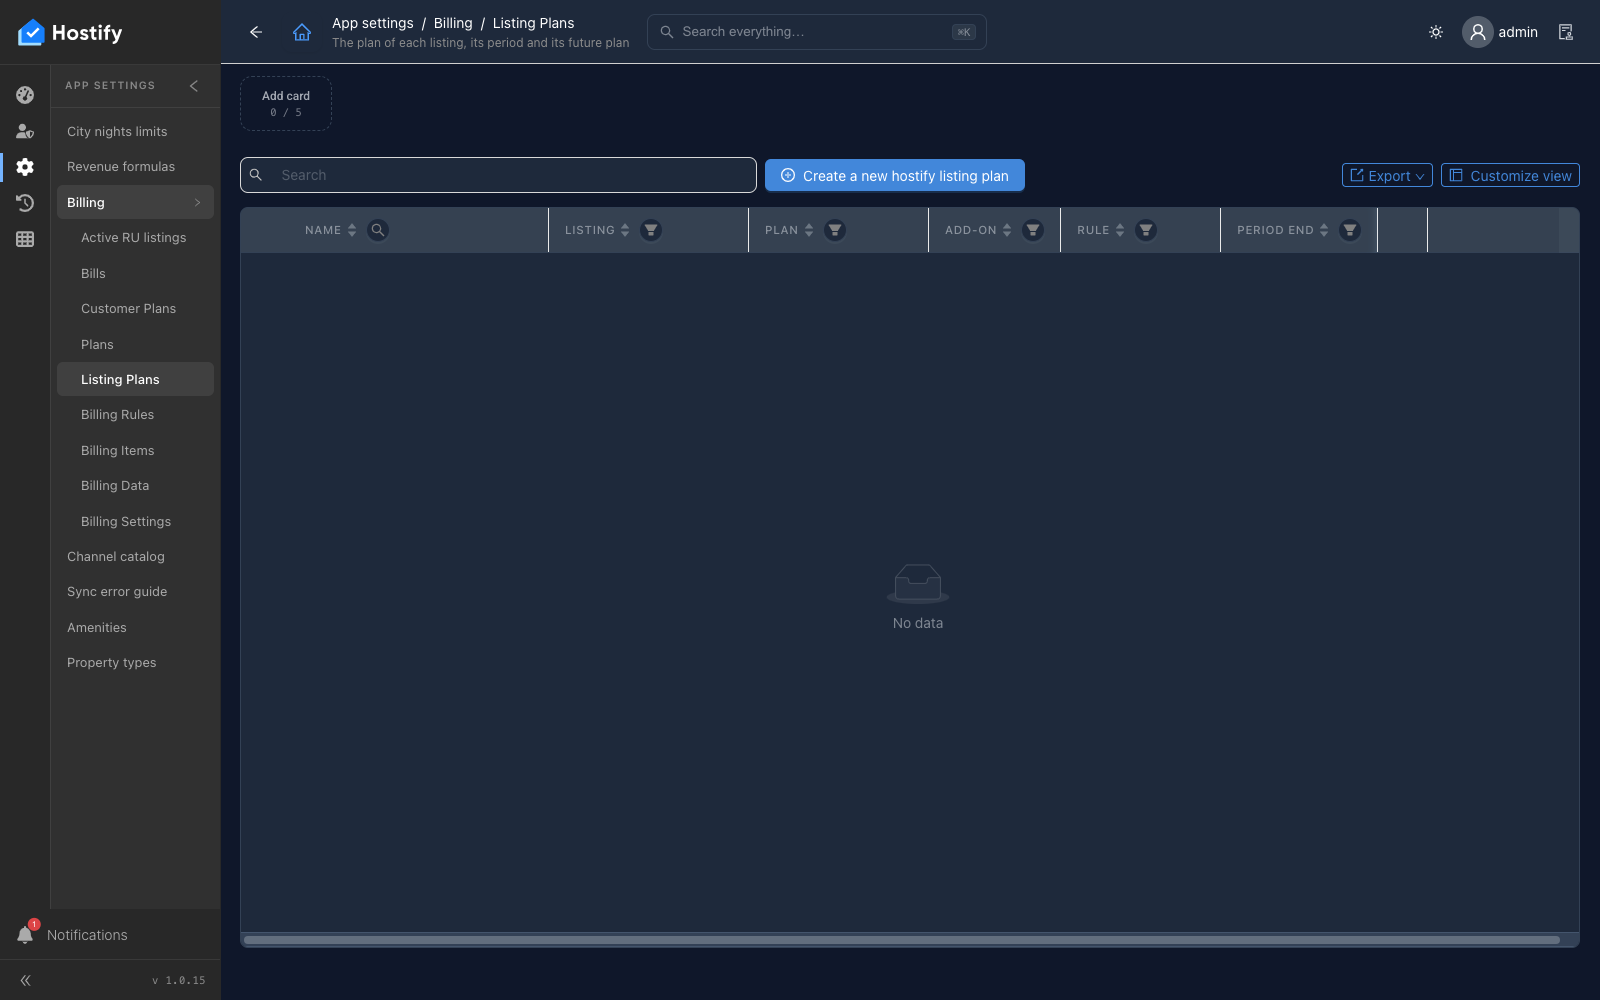 Hostify
App settings / Billing / Listing Plans
The plan of each listing, its period and its future plan
Search everything...
⌘K
admin
APP SETTINGS
City nights limits
Revenue formulas
Billing
Active RU listings
Bills
Customer Plans
Plans
Listing Plans
Billing Rules
Billing Items
Billing Data
Billing Settings
Channel catalog
Sync error guide
Amenities
Property types
1
Notifications
v 1.0.15
Add card
0 / 5
Search
Create a new hostify listing plan
Export
Customize view
NAME
LISTING
PLAN
ADD-ON
RULE
PERIOD END
No data